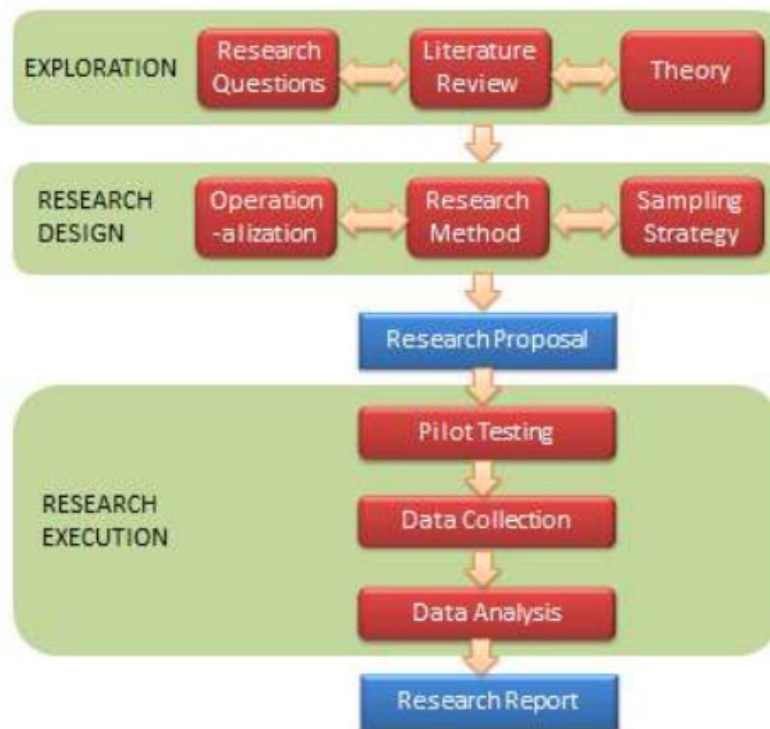 EXPLORATION
Research
Questions
Literature
Review
Theory
RESEARCH
DESIGN
Operation
-alization
Research
Method
Sampling
Strategy
Research Proposal
RESEARCH
EXECUTION
Pilot Testing
Data Collection
Data Analysis
Research Report